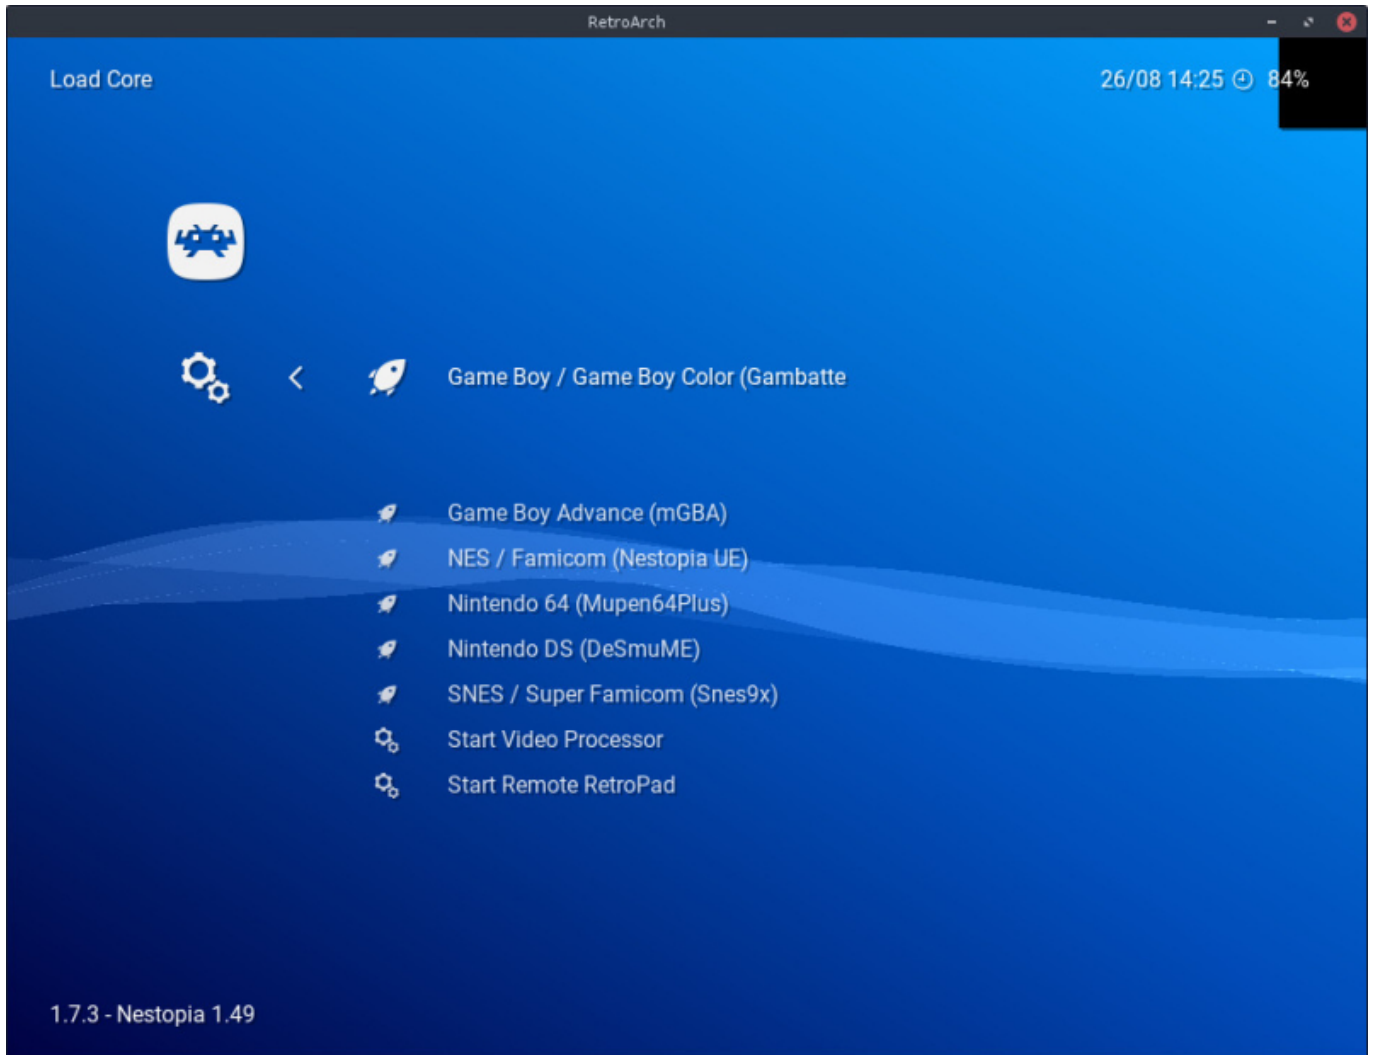 RetroArch
Load Core
26/08 14:25 84%
Game Boy / Game Boy Color (Gambatte
Game Boy Advance (mGBA)
NES / Famicom (Nestopia UE)
Nintendo 64 (Mupen64Plus)
Nintendo DS (DeSmuME)
SNES / Super Famicom (Snes9x)
Start Video Processor
Start Remote RetroPad
1.7.3 - Nestopia 1.49